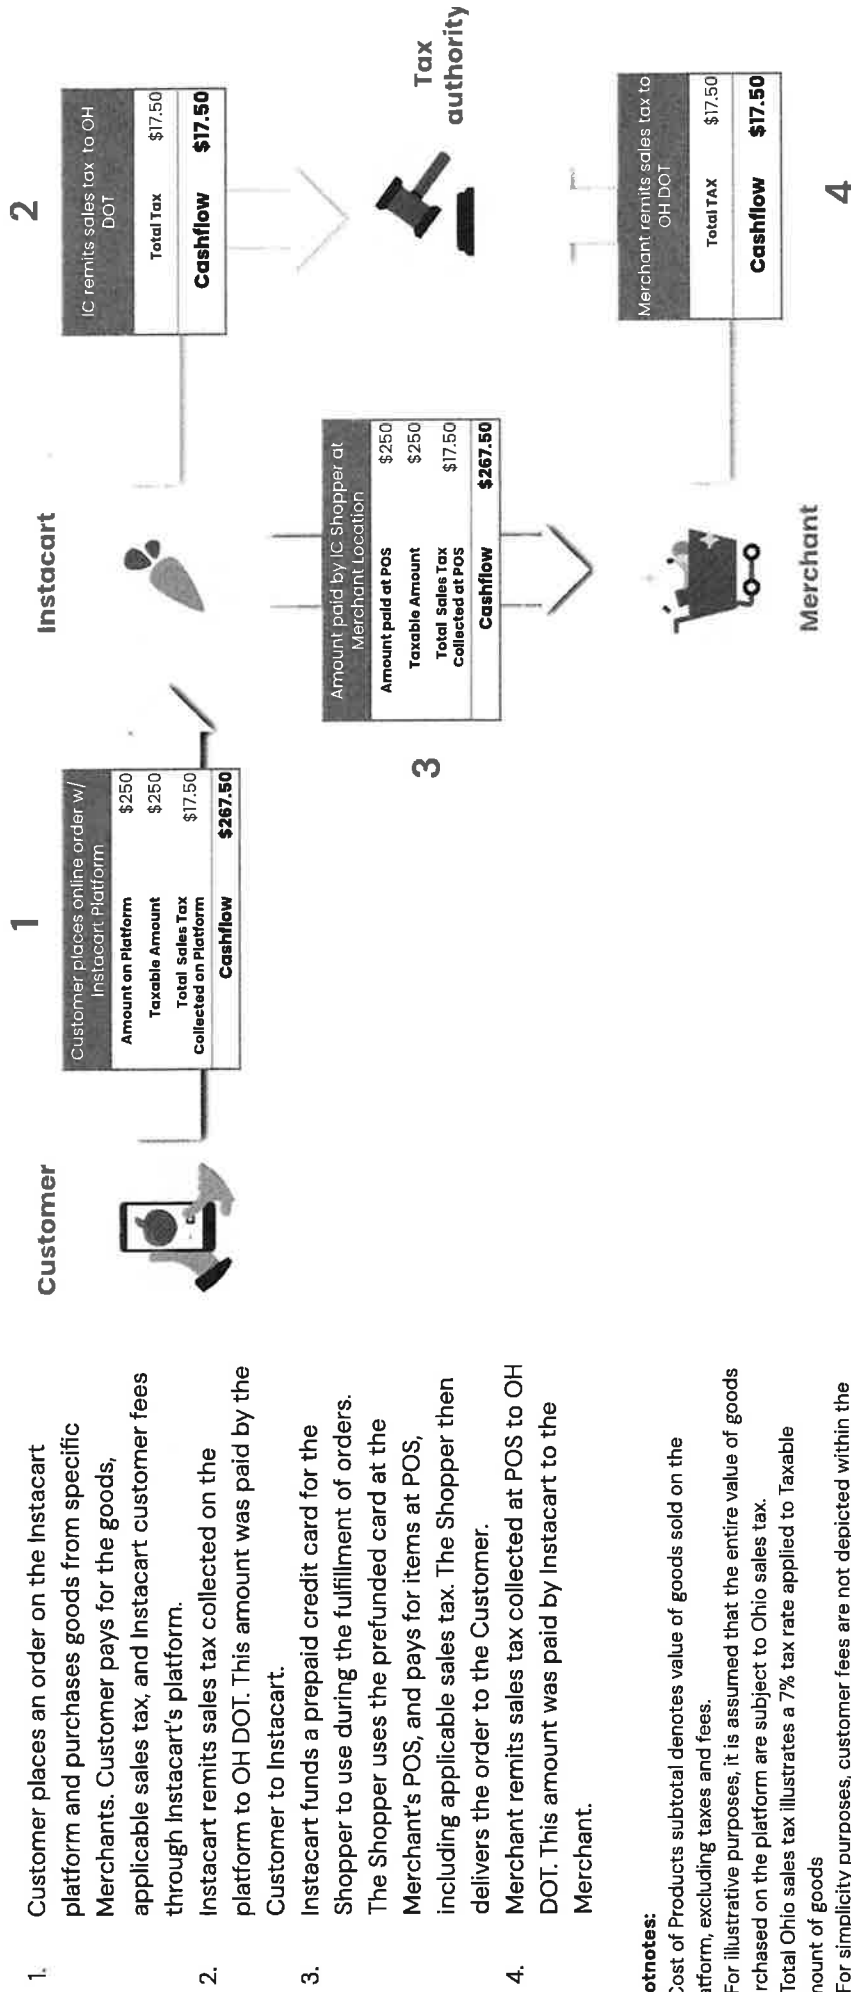 1. Customer places an order on the Instacart
platform and purchases goods from specific
Merchants. Customer pays for the goods,
applicable sales tax, and Instacart customer fees
through Instacart's platform.
2. Instacart remits sales tax collected on the
platform to OH DOT. This amount was paid by the
Customer to Instacart.
3. Instacart funds a prepaid credit card for the
Shopper to use during the fulfillment of orders.
The Shopper uses the prefunded card at the
Merchant's POS, and pays for items at POS,
including applicable sales tax. The Shopper then
delivers the order to the Customer.
4. Merchant remits sales tax collected at POS to OH
DOT. This amount was paid by Instacart to the
Merchant.
otnotes:
Cost of Products subtotal denotes value of goods sold on the
atform, excluding taxes and fees.
For illustrative purposes, it is assumed that the entire value of goods
rchased on the platform are subject to Ohio sales tax.
Total Ohio sales tax illustrates a 7% tax rate applied to Taxable
nount of goods
For simplicity purposes, customer fees are not depicted within the
Customer
1
Customer places online order w/
Instacart Platform
Amount on Platform $250
Taxable Amount $250
Total Sales Tax
Collected on Platform $17.50
Cashflow $267.50
Instacart
2
IC remits sales tax to OH
DOT
Total Tax $17.50
Cashflow $17.50
Tax
authority
3
Amount paid by IC Shopper at
Merchant Location
Amount paid at POS $250
Taxable Amount $250
Total Sales Tax
Collected at POS $17.50
Cashflow $267.50
Merchant
Merchant remits sales tax to
OH DOT
Total TAX $17.50
Cashflow $17.50
4